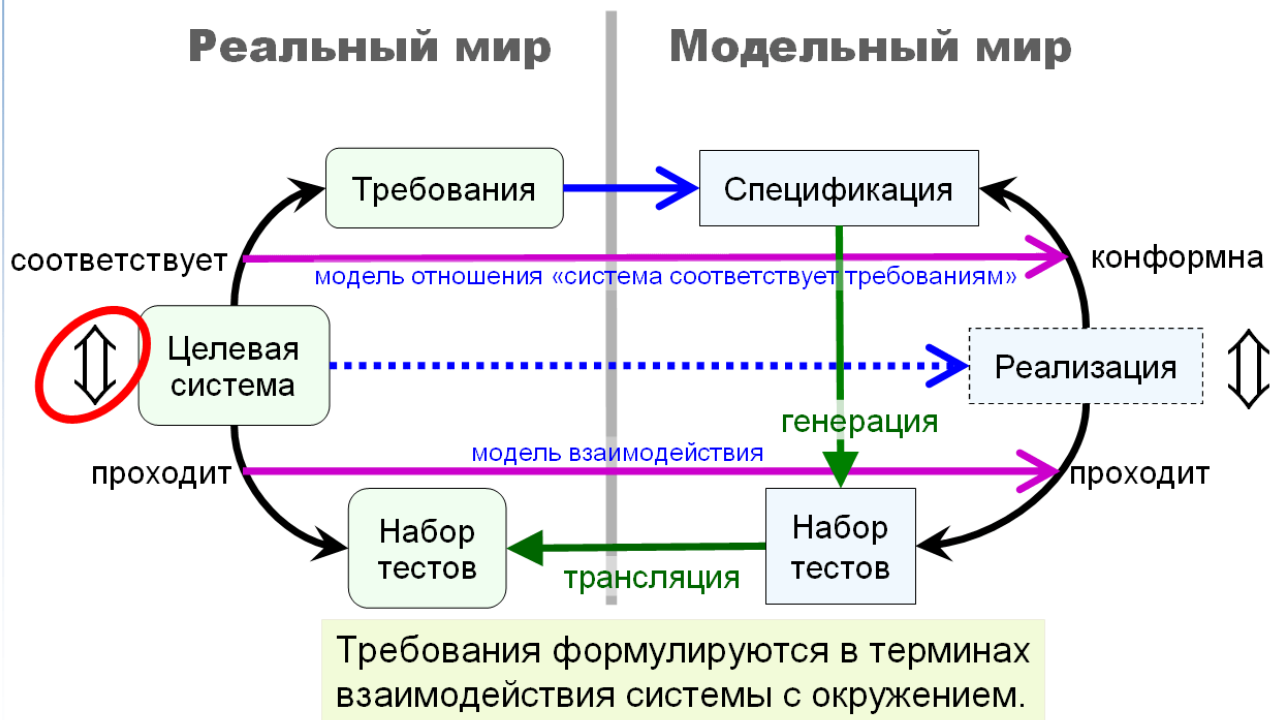 Реальный мир
Модельный мир
Требования
Спецификация
соответствует
конформна
модель отношения «система соответствует требованиям»
Целевая
система
Реализация
генерация
модель взаимодействия
проходит
проходит
Набор
тестов
Набор
тестов
трансляция
Требования формулируются в терминах
взаимодействия системы с окружением.